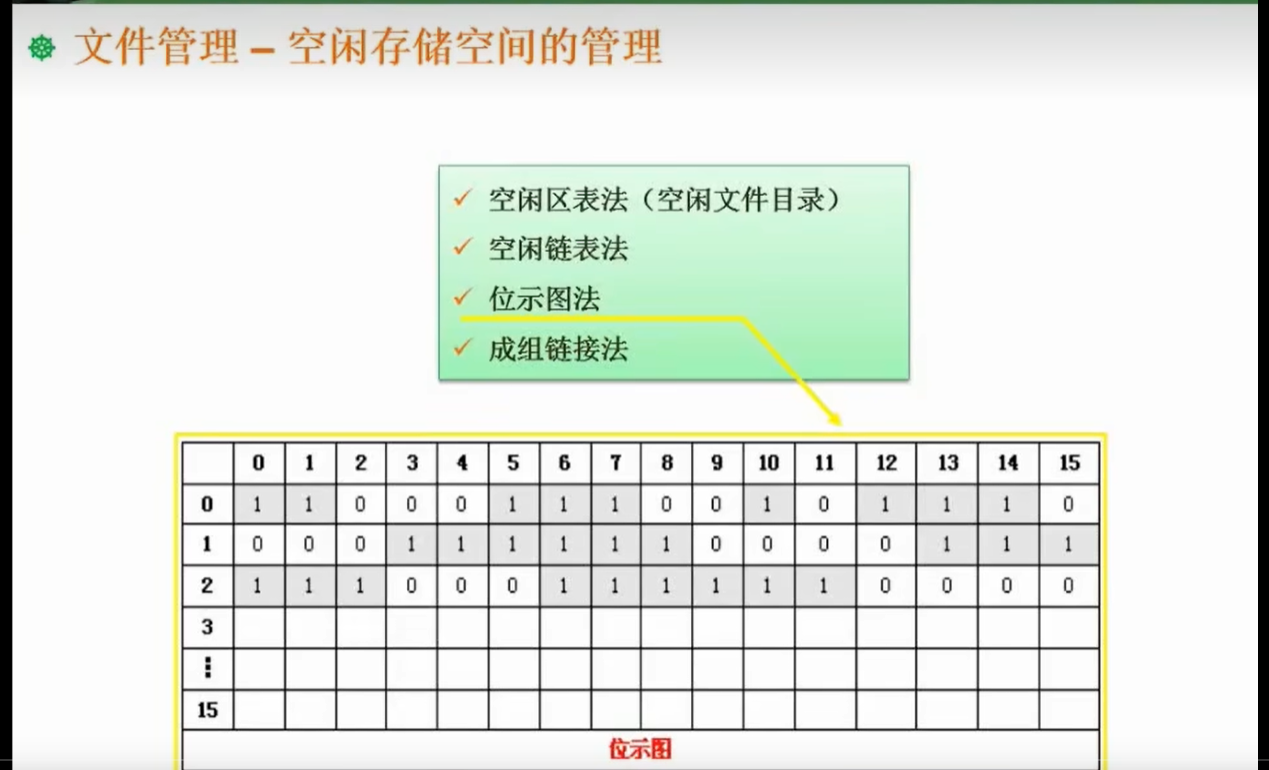 文件管理 – 空闲存储空间的管理
空闲区表法（空闲文件目录）
空闲链表法
位示图法
成组链接法
0 1 2 3 4 5 6 7 8 9 10 11 12 13 14 15
0 1 1 0 0 0 1 1 1 0 0 1 0 1 1 1 0
1 0 0 0 1 1 1 1 1 1 0 0 0 0 1 1 1
2 1 1 1 0 0 0 1 1 1 1 1 1 0 0 0 0
3
⋮
15
位示图